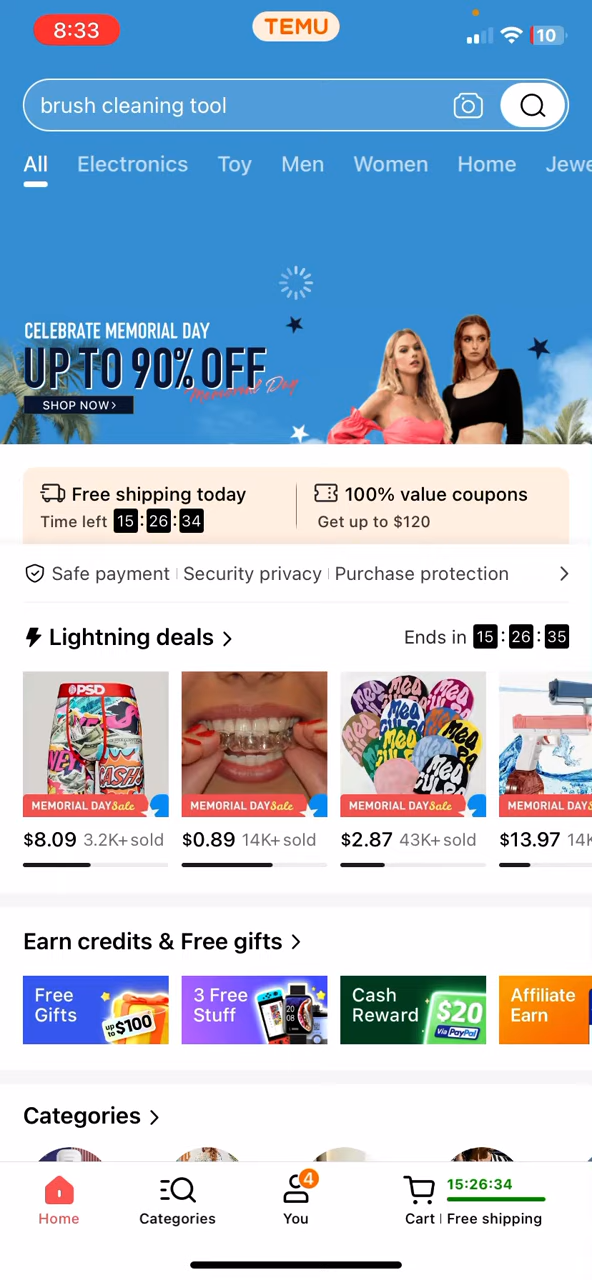 8:33
TEMU
10
brush cleaning tool
All Electronics Toy Men Women Home Jewe
CELEBRATE MEMORIAL DAY
UP TO 90% OFF
Memorial Day
SHOP NOW >
Free shipping today
Time left 15 : 26 : 34
100% value coupons
Get up to $120
Safe payment | Security privacy | Purchase protection
Lightning deals
Ends in 15 : 26 : 35
PSD
CASH!
MEMORIAL DAY Sale
MEMORIAL DAY Sale
MEMORIAL DAY Sale
MEMORIAL DAY S
$8.09 3.2K+ sold
$0.89 14K+ sold
$2.87 43K+ sold
$13.97 14K
Earn credits & Free gifts
Free
Gifts
up to $100
3 Free
Stuff
20
08
Cash
Reward
$20
Via PayPal
Affiliate
Earn
Categories
4
15:26:34
Home
Categories
You
Cart | Free shipping